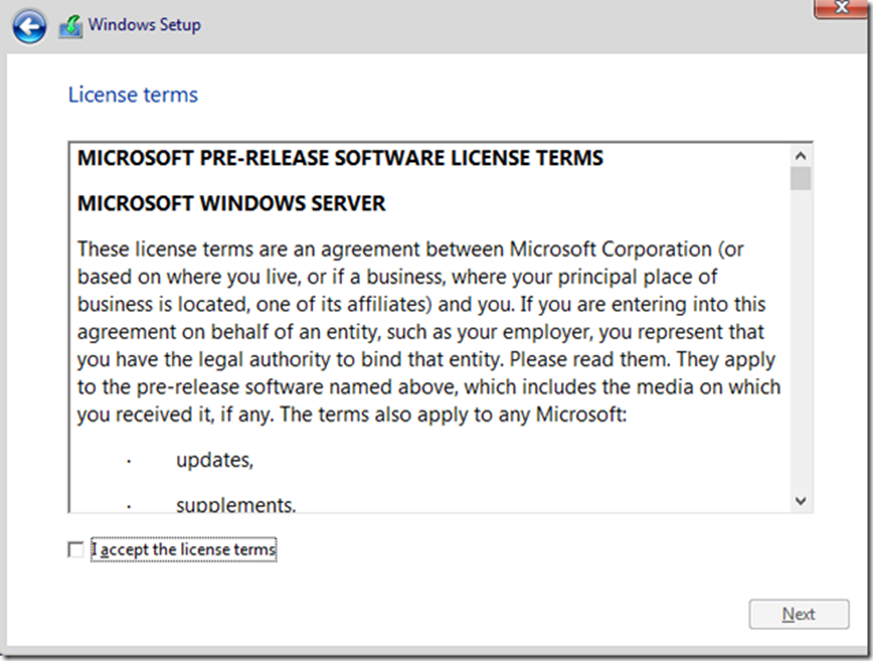 Windows Setup
License terms
MICROSOFT PRE-RELEASE SOFTWARE LICENSE TERMS
MICROSOFT WINDOWS SERVER
These license terms are an agreement between Microsoft Corporation (or
based on where you live, or if a business, where your principal place of
business is located, one of its affiliates) and you. If you are entering into this
agreement on behalf of an entity, such as your employer, you represent that
you have the legal authority to bind that entity. Please read them. They apply
to the pre-release software named above, which includes the media on which
you received it, if any. The terms also apply to any Microsoft:
· updates,
· supplements,
I accept the license terms
Next